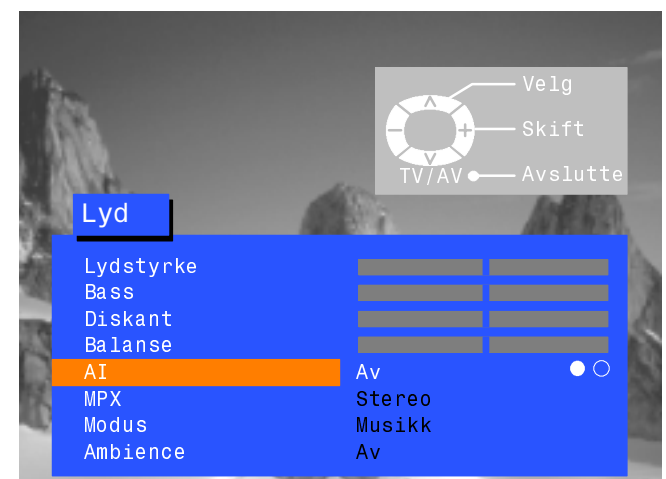 Velg
Skift
TV/AV Avslutte
Lyd
Lydstyrke
Bass
Diskant
Balanse
AI Av
MPX Stereo
Modus Musikk
Ambience Av